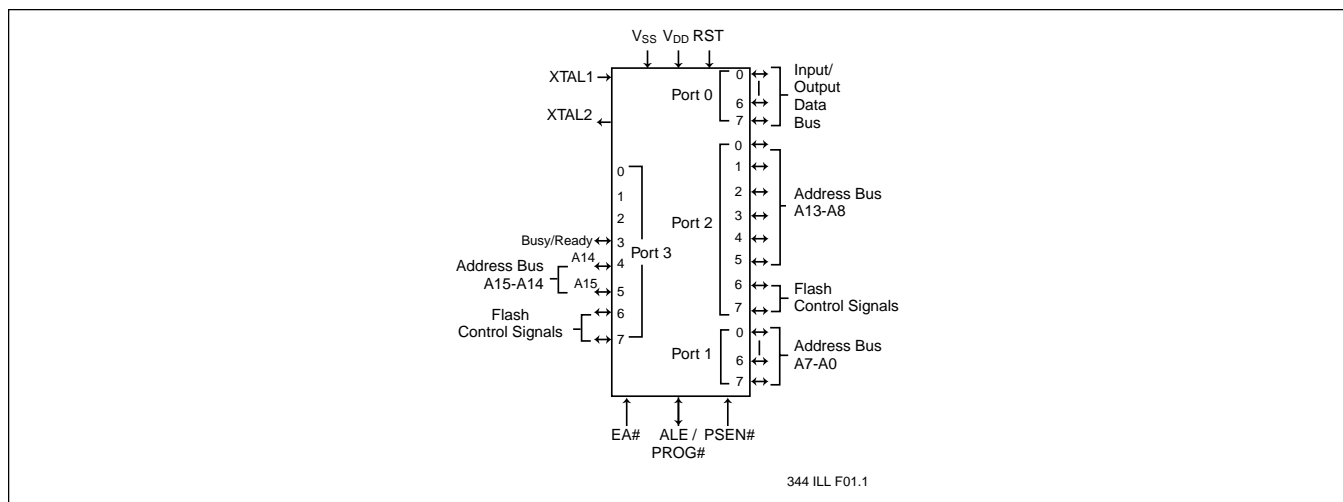 VSS VDD RST
XTAL1
XTAL2
Port 0
0
6
7
Input/
Output
Data
Bus
Port 2
0
1
2
3
4
5
6
7
Address Bus
A13-A8
Flash
Control Signals
Port 3
0
1
2
3
4
5
6
7
Busy/Ready
A14
A15
Address Bus
A15-A14
Flash
Control Signals
Port 1
0
6
7
Address Bus
A7-A0
EA#
ALE /
PROG#
PSEN#
344 ILL F01.1